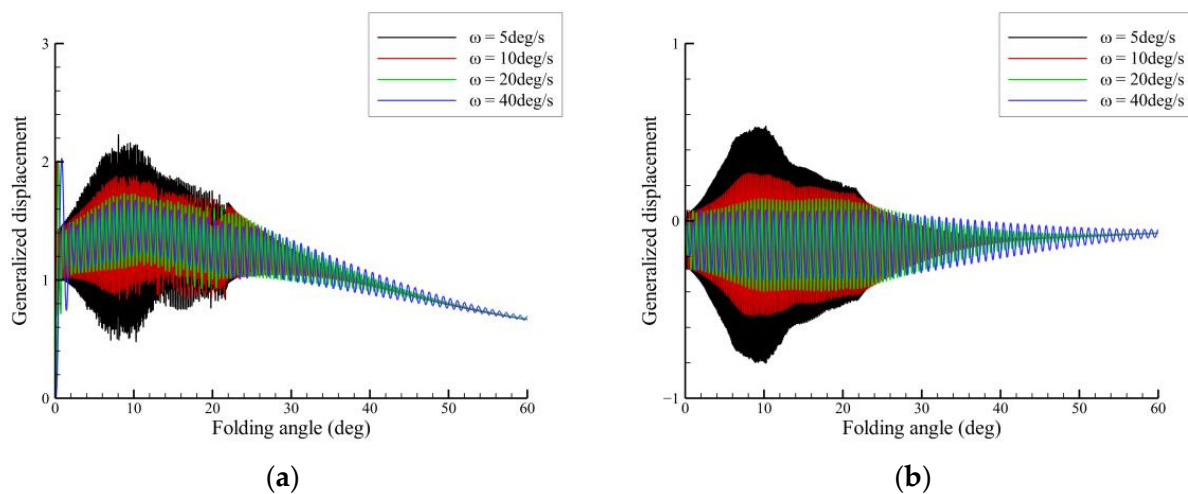 ω = 5deg/s
ω = 10deg/s
ω = 20deg/s
ω = 40deg/s
3
2
1
0
Generalized displacement
0 10 20 30 40 50 60
Folding angle (deg)
(a)
ω = 5deg/s
ω = 10deg/s
ω = 20deg/s
ω = 40deg/s
1
0
−1
Generalized displacement
0 10 20 30 40 50 60
Folding angle (deg)
(b)